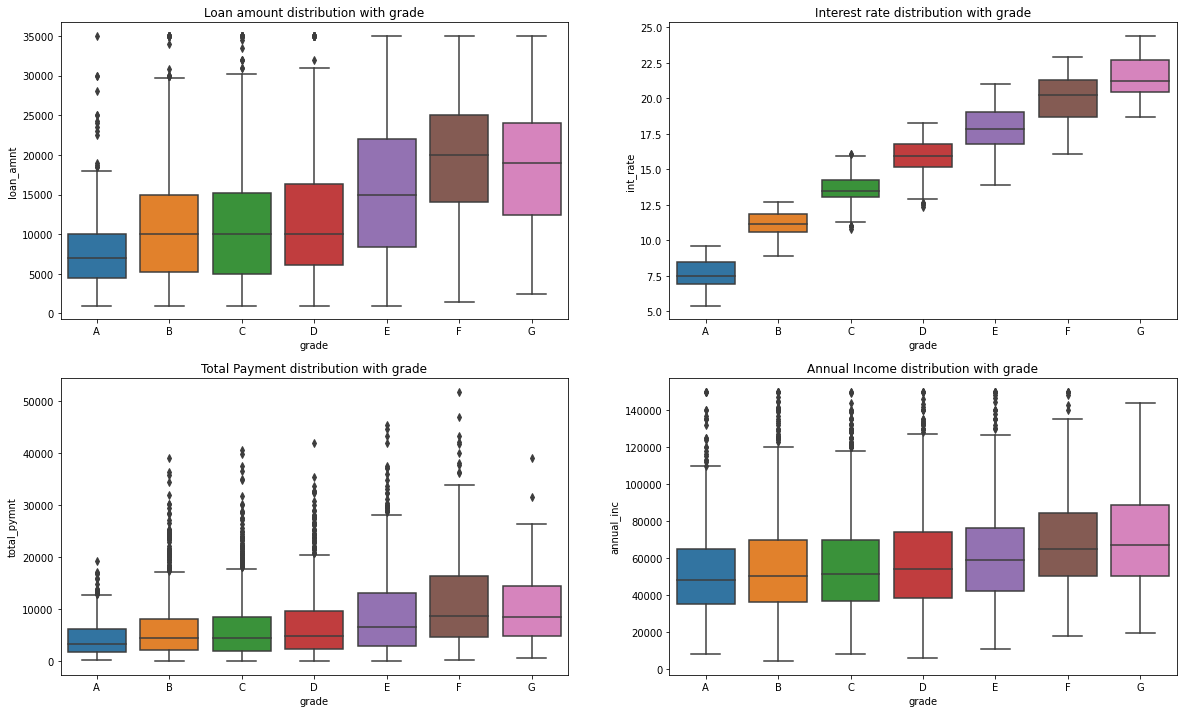 Loan amount distribution with grade
35000
30000
25000
20000
15000
10000
5000
0
loan_amnt
A B C D E F G
grade
Interest rate distribution with grade
25.0
22.5
20.0
17.5
15.0
12.5
10.0
7.5
5.0
int_rate
A B C D E F G
grade
Total Payment distribution with grade
50000
40000
30000
20000
10000
0
total_pymnt
A B C D E F G
grade
Annual Income distribution with grade
140000
120000
100000
80000
60000
40000
20000
0
annual_inc
A B C D E F G
grade